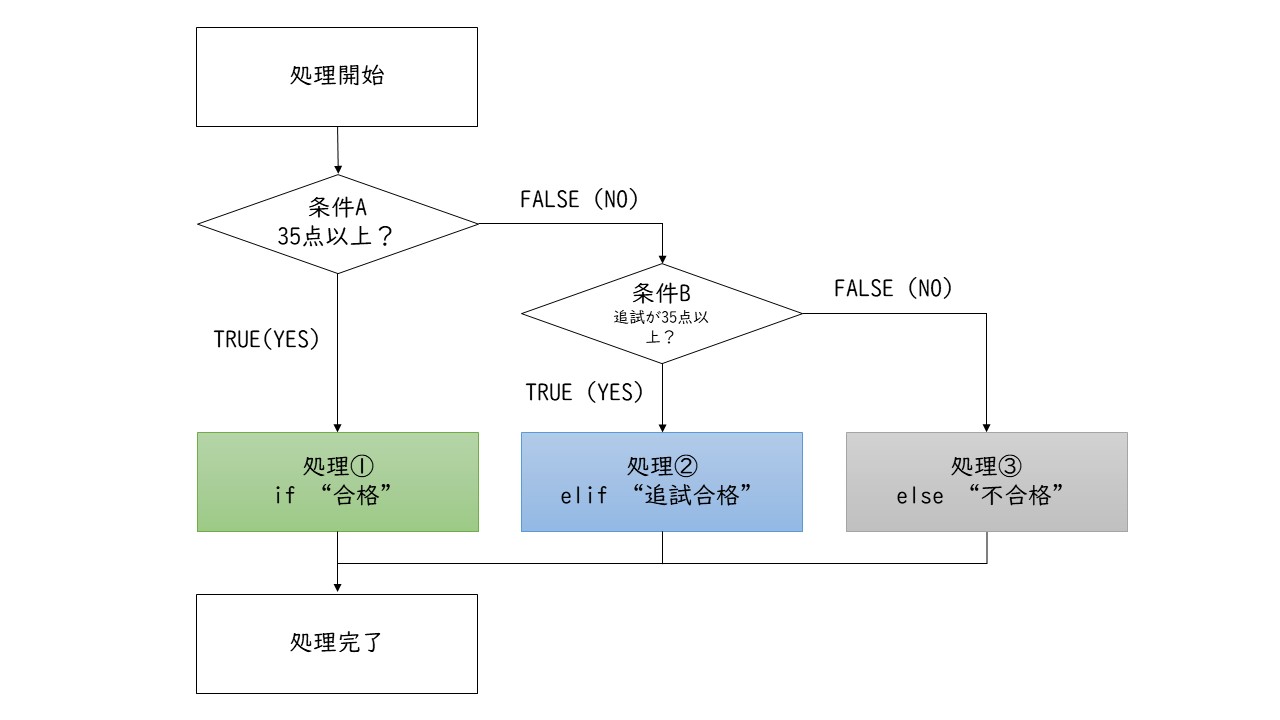 処理開始
条件A
35点以上？
FALSE (NO)
条件B
追試が35点以
上？
FALSE (NO)
TRUE(YES)
TRUE (YES)
処理①
if “合格”
処理②
elif “追試合格”
処理③
else “不合格”
処理完了